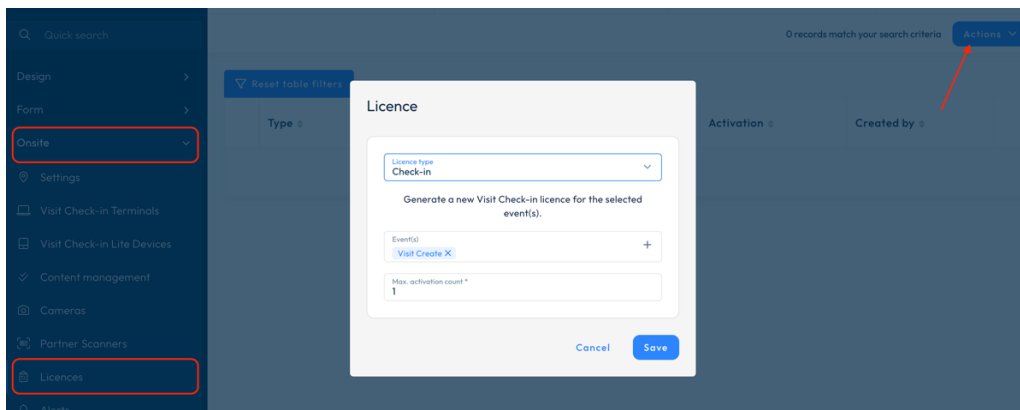 Quick search
0 records match your search criteria
Actions
Design
Form
Onsite
Settings
Visit Check-in Terminals
Visit Check-in Lite Devices
Content management
Cameras
Partner Scanners
Licences
Alerts
Reset table filters
Type
Activation
Created by
Licence
Licence type
Check-in
Generate a new Visit Check-in licence for the selected
event(s).
Event(s)
Visit Create
Max. activation count *
1
Cancel
Save